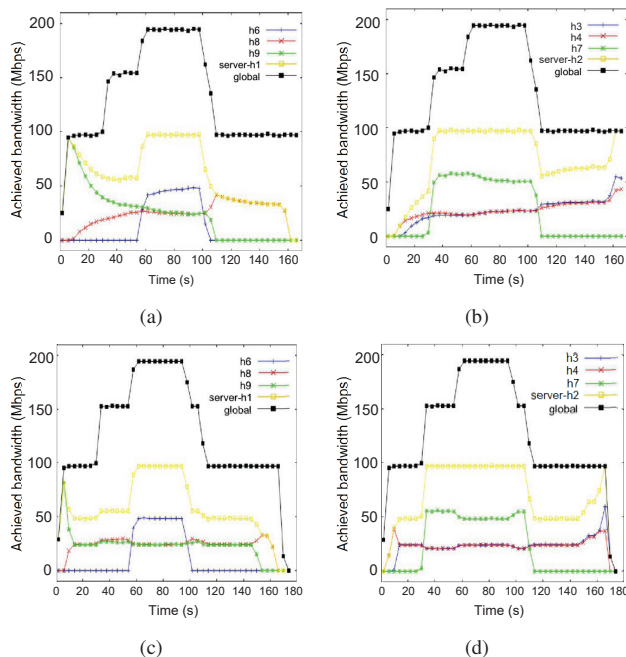 Achieved bandwidth (Mbps)
200
150
100
50
0
h6
h8
h9
server-h1
global
0 20 40 60 80 100 120 140 160
Time (s)
(a)
Achieved bandwidth (Mbps)
200
150
100
50
0
h3
h4
h7
server-h2
global
0 20 40 60 80 100 120 140 160
Time (s)
(b)
Achieved bandwidth (Mbps)
200
150
100
50
0
h6
h8
h9
server-h1
global
0 20 40 60 80 100 120 140 160 180
Time (s)
(c)
Achieved bandwidth (Mbps)
200
150
100
50
0
h3
h4
h7
server-h2
global
0 20 40 60 80 100 120 140 160 180
Time (s)
(d)